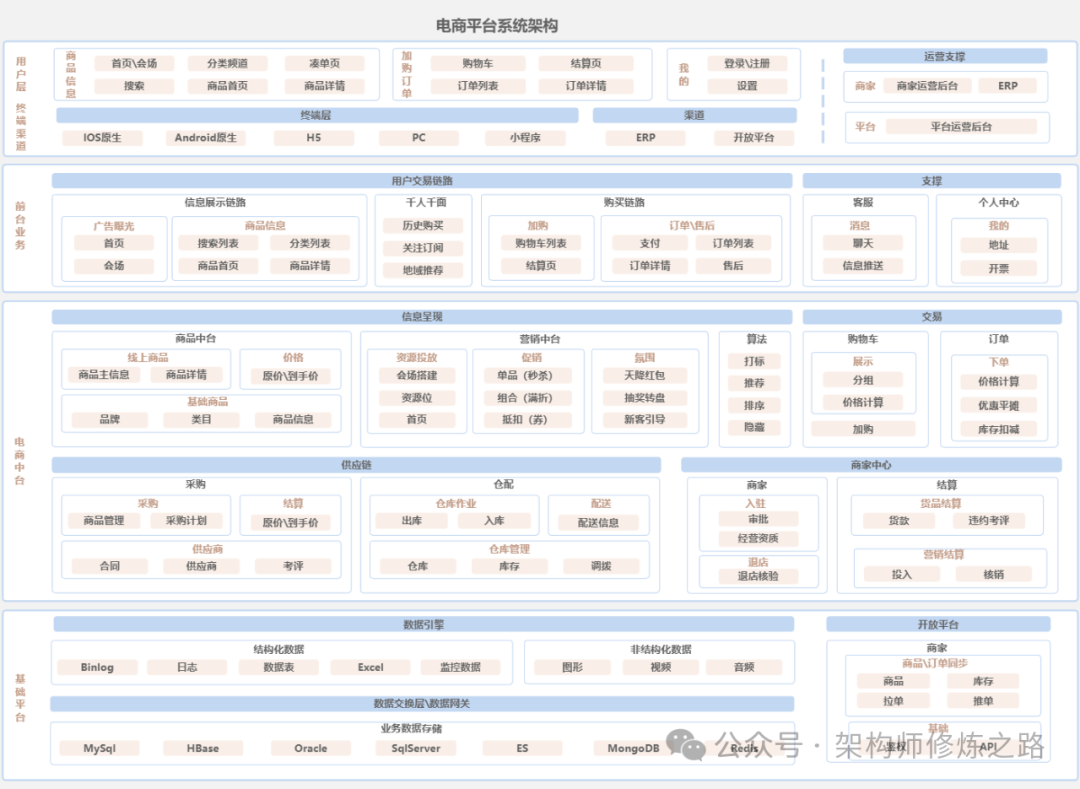 电商平台系统架构
用户层
商品信息
首页\会场 分类频道 凑单页
搜索 商品首页 商品详情
加购订单
购物车 结算页
订单列表 订单详情
我的
登录\注册
设置
运营支撑
商家 商家运营后台 ERP
平台 平台运营后台
终端渠道
终端层 渠道
IOS原生 Android原生 H5 PC 小程序 ERP 开放平台
前台业务
用户交易链路 支撑
信息展示链路 千人千面 购买链路 客服 个人中心
广告曝光 商品信息 历史购买 加购 订单\售后 消息 我的
首页 搜索列表 分类列表 关注订阅 购物车列表 支付 订单列表 聊天 地址
会场 商品首页 商品详情 地域推荐 结算页 订单详情 售后 信息推送 开票
电商中台
信息呈现 交易
商品中台 营销中台 算法 购物车 订单
线上商品 价格 资源投放 促销 氛围 打标 展示 下单
商品主信息 商品详情 原价\到手价 会场搭建 单品（秒杀） 天降红包 推荐 分组 价格计算
基础商品 资源位 组合（满折） 抽奖转盘 排序 价格计算 优惠平摊
品牌 类目 商品信息 首页 抵扣（券） 新客引导 隐藏 加购 库存扣减
供应链 商家中心
采购 仓配 商家 结算
采购 结算 仓库作业 配送 入驻 货品结算
商品管理 采购计划 原价\到手价 出库 入库 配送信息 审批 货款 违约考评
供应商 仓库管理 经营资质 营销结算
合同 供应商 考评 仓库 库存 调拨 退店 投入 核销
退店核验
基础平台
数据引擎 开放平台
结构化数据 非结构化数据 商家
Binlog 日志 数据表 Excel 监控数据 图形 视频 音频 商品\订单同步
商品 库存
数据交换层\数据网关 拉单 推单
业务数据存储 基础
MySql HBase Oracle SqlServer ES MongoDB Redis 鉴权 API
公众号 · 架构师修炼之路